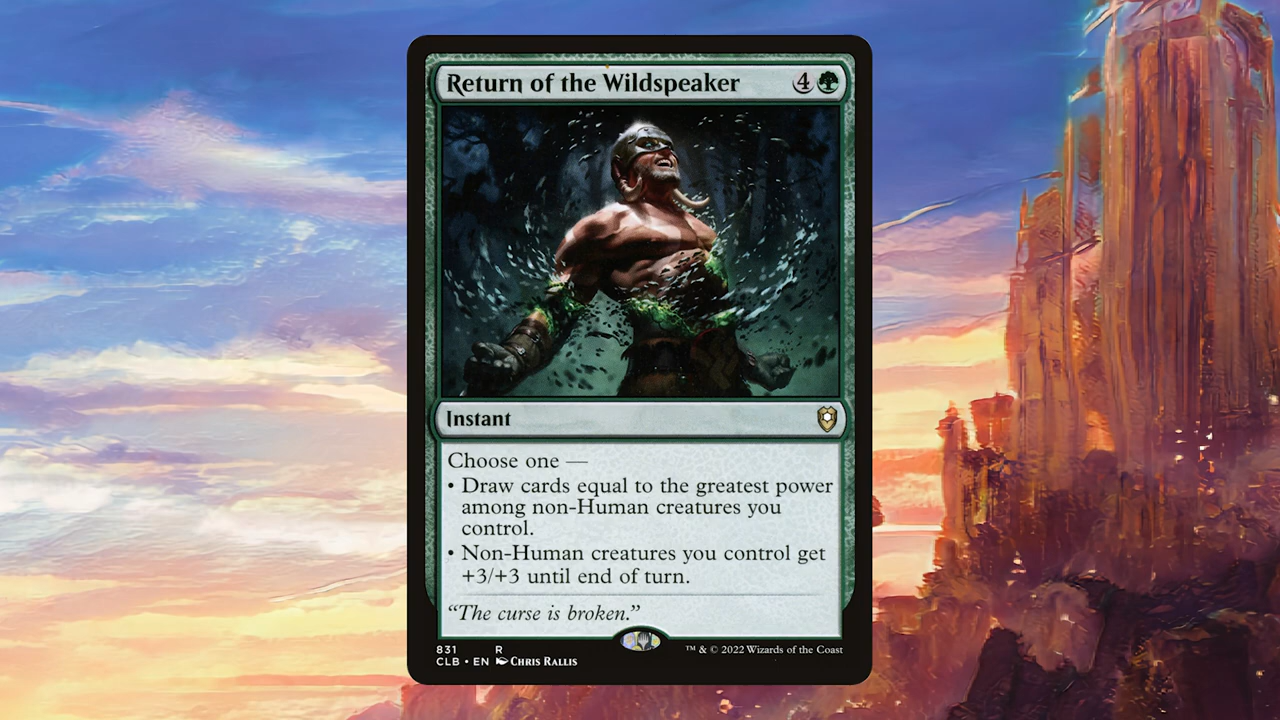 Return of the Wildspeaker 4
Instant
Choose one —
• Draw cards equal to the greatest power
among non-Human creatures you
control.
• Non-Human creatures you control get
+3/+3 until end of turn.
“The curse is broken.”
831 R
CLB • EN Chris Rallis
™ & © 2022 Wizards of the Coast